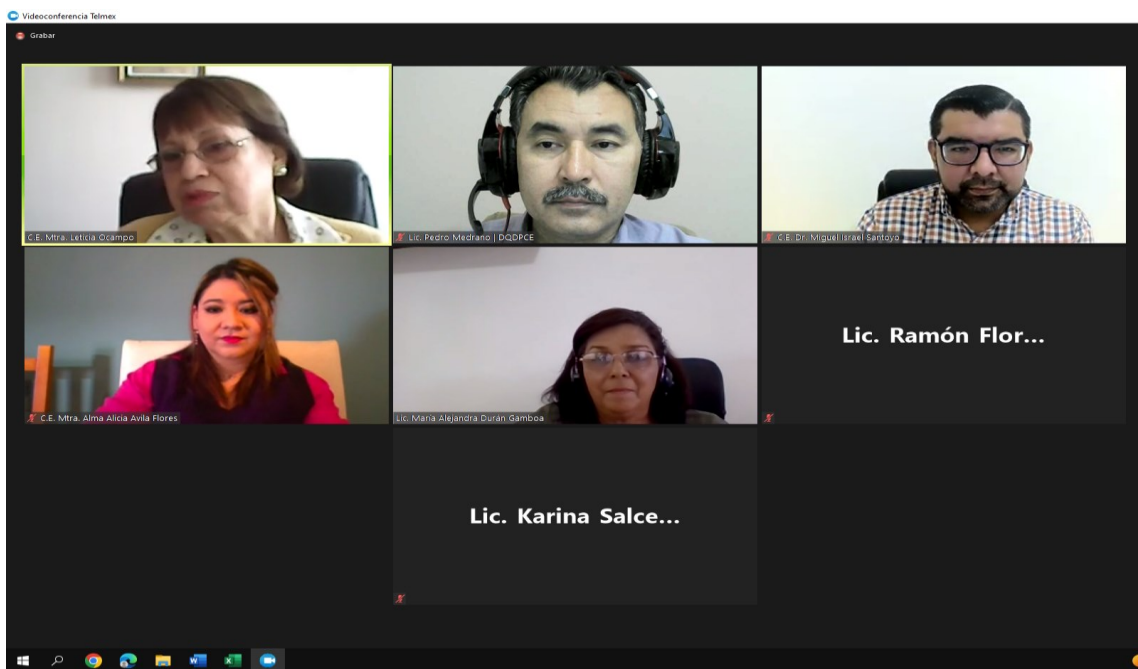 Videoconferencia Telmex
Grabar
C.E. Mtra. Leticia Ocampo
Lic. Pedro Medrano | DQDPCE
C.E. Dr. Miguel Israel Santoyo
C.E. Mtra. Alma Alicia Avila Flores
Lic. María Alejandra Duran Gamboa
Lic. Ramón Flor...
Lic. Karina Salce...